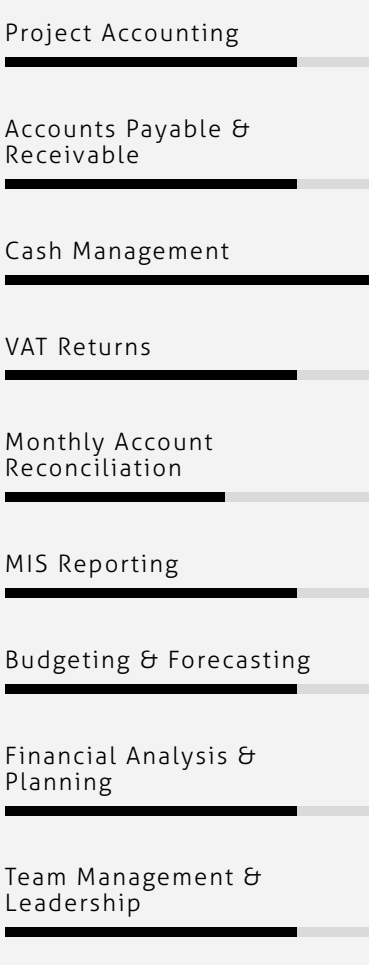 Project Accounting
Accounts Payable &
Receivable
Cash Management
VAT Returns
Monthly Account
Reconciliation
MIS Reporting
Budgeting & Forecasting
Financial Analysis &
Planning
Team Management &
Leadership